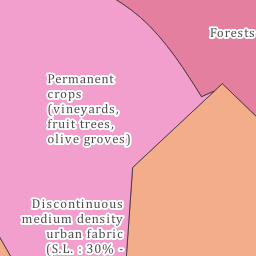 Forests
Permanent
crops
(vineyards,
fruit trees,
olive groves)
Discontinuous
medium density
urban fabric
(S.L. : 30% -